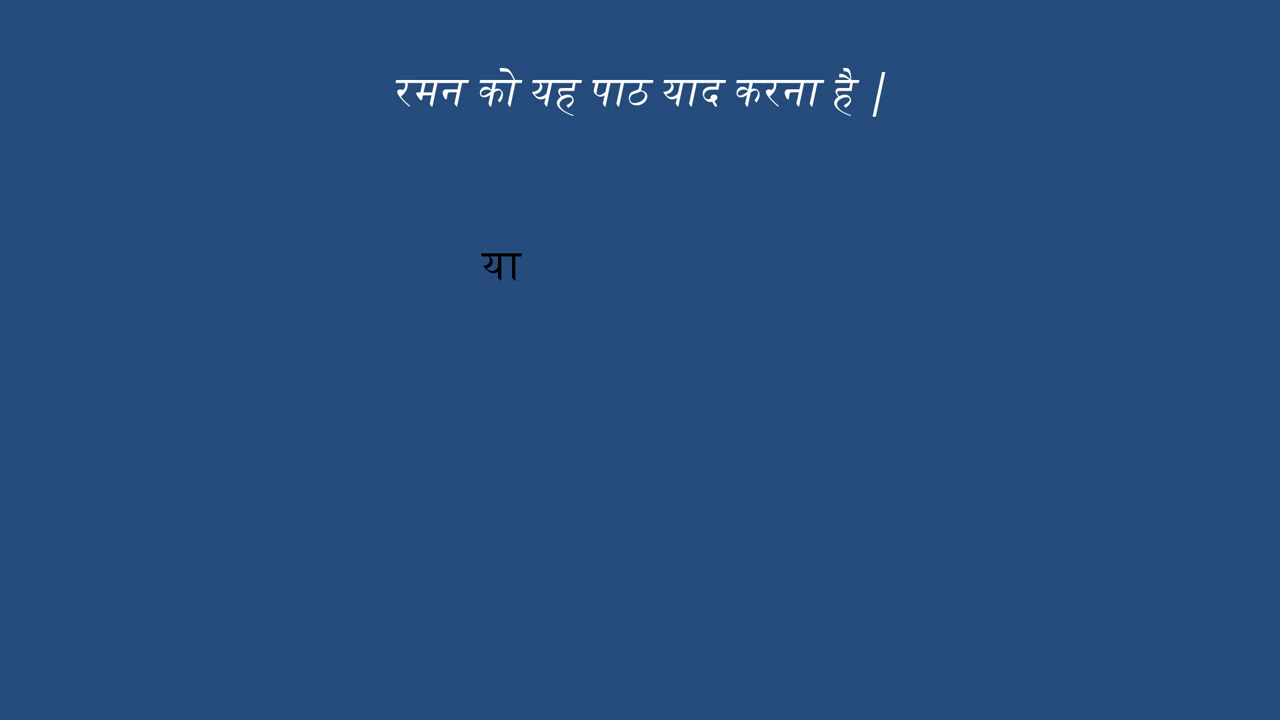 रमन को यह पाठ याद करना है |
या